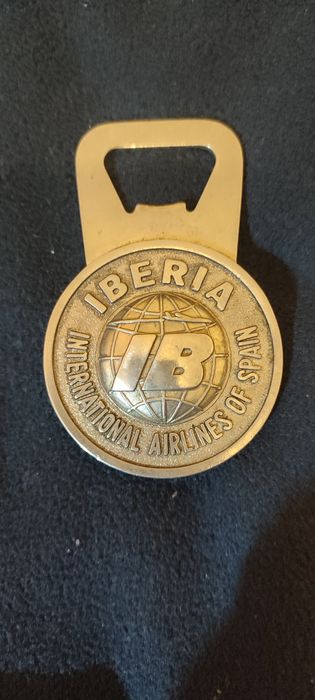 IBERIA
IB
INTERNATIONAL AIRLINES OF SPAIN